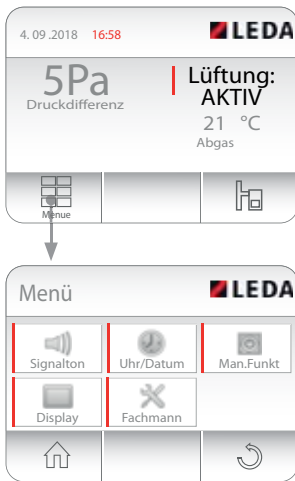 4. 09 .2018 16:58
LEDA
5Pa
Druckdifferenz
Lüftung:
AKTIV
21 °C
Abgas
Menue
Menü
LEDA
Signalton
Uhr/Datum
Man.Funkt
Display
Fachmann